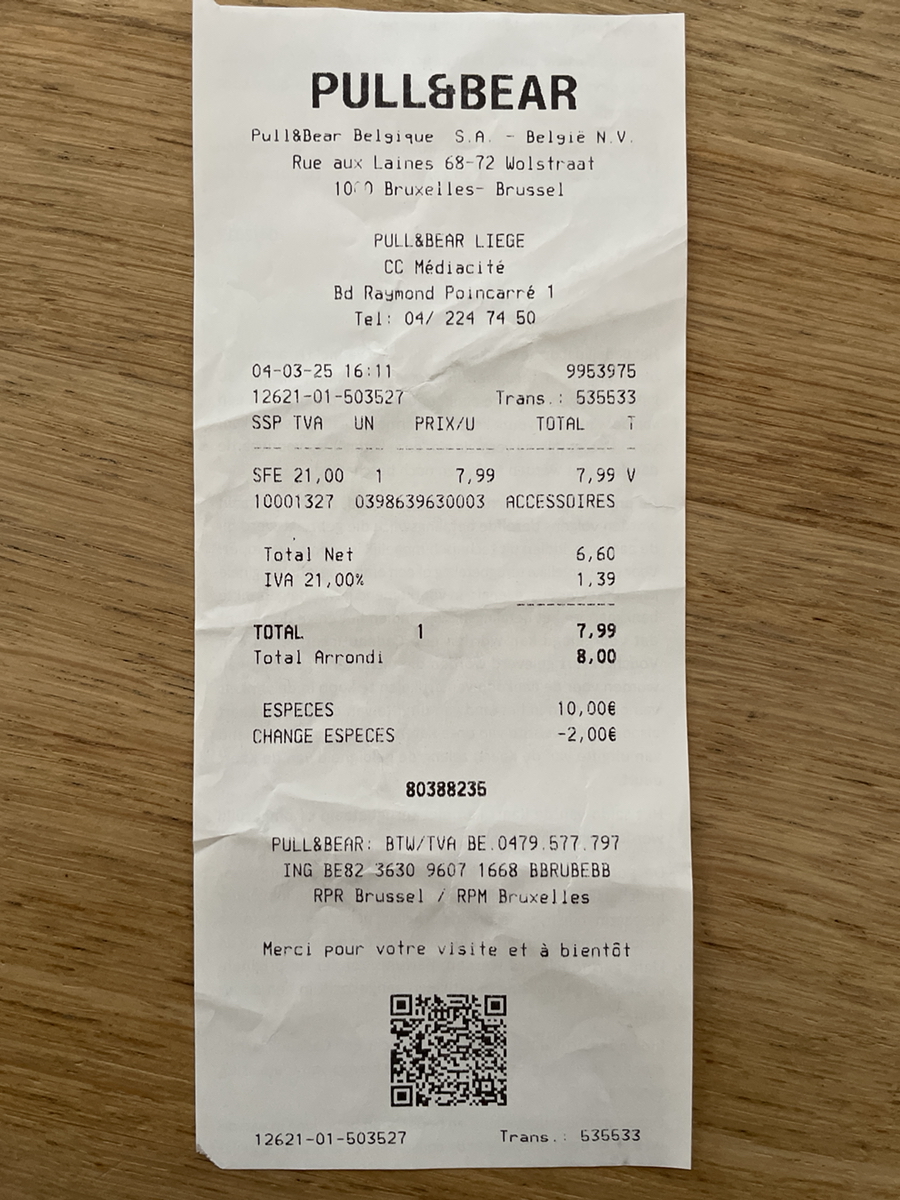 PULL&BEAR
Pull&Bear Belgique S.A. - België N.V.
Rue aux Laines 68-72 Wolstraat
Bruxelles- Brussel
PULL&BEAR LIEGE
CC Médiacité
Bd Raymond Poincarré 1
Tel: 04/ 224 74 50
04-03-25 16:11 9953975
12621-01-503527 Trans.: 535533
SSP TVA UN PRIX/U TOTAL T
SFE 21,00 1 7,99 7,99 V
10001327 0398639630003 ACCESSOIRES
Total Net 6,60
IVA 21,00% 1,39
TOTAL 1 7,99
Total Arrondi 8,00
ESPECES 10,00€
CHANGE ESPECES -2,00€
80388235
PULL&BEAR: BTW/TVA BE.0479.577.797
ING BE82 3630 9607 1668 BBRUBEBB
RPR Brussel / RPM Bruxelles
Merci pour votre visite et à bientôt
12621-01-503527 Trans.: 535533